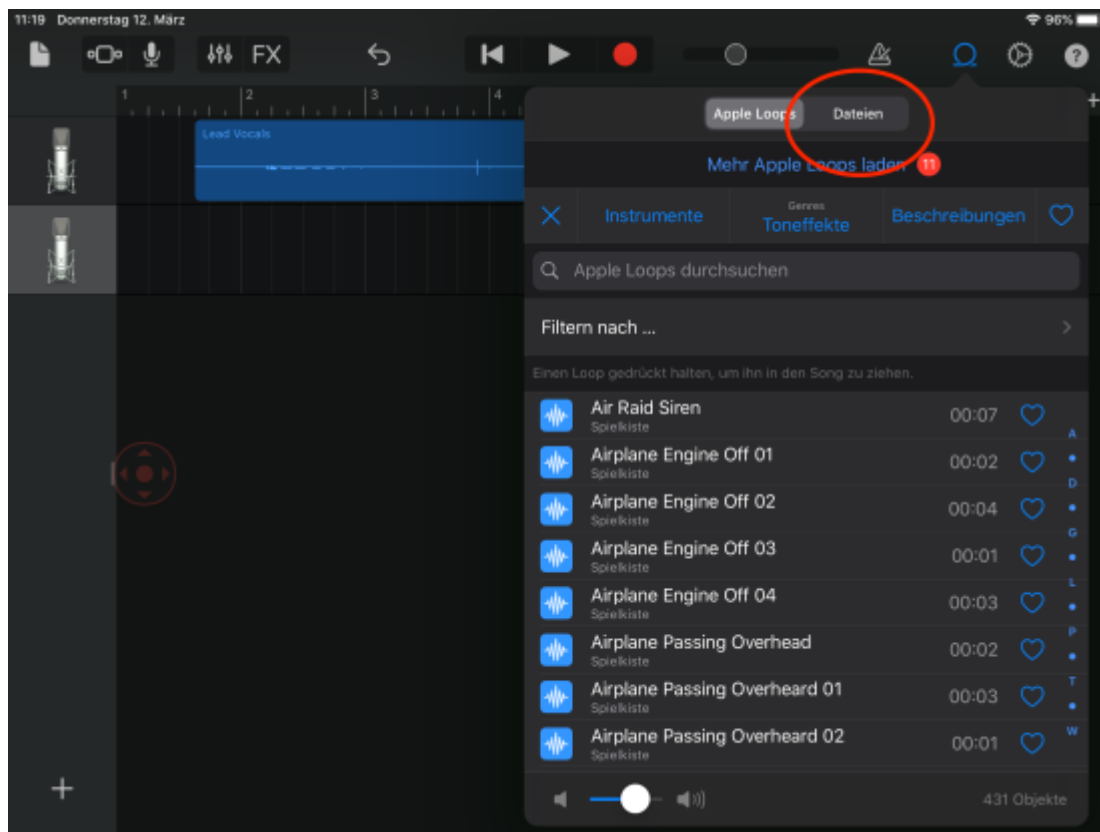 11:19 Donnerstag 12. März
96%
FX
?
1 2 3 4
Lead Vocals
Apple Loops Dateien
Mehr Apple Loops laden 11
Instrumente
Genres
Toneffekte
Beschreibungen
Apple Loops durchsuchen
Filtern nach ...
Einen Loop gedrückt halten, um ihn in den Song zu ziehen.
Air Raid Siren 00:07
Spielkiste
A
Airplane Engine Off 01 00:02
Spielkiste
D
Airplane Engine Off 02 00:04
Spielkiste
G
Airplane Engine Off 03 00:01
Spielkiste
L
Airplane Engine Off 04 00:03
Spielkiste
P
Airplane Passing Overhead 00:02
Spielkiste
T
Airplane Passing Overheard 01 00:03
Spielkiste
W
Airplane Passing Overheard 02 00:01
Spielkiste
431 Objekte